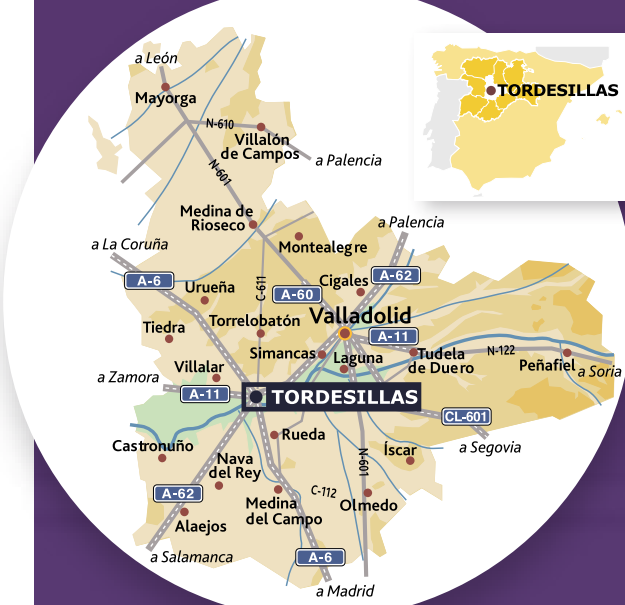 a León
Mayorga
TORDESILLAS
N-610
Villalón
de Campos
a Palencia
N-601
Medina de
Rioseco
a Palencia
a La Coruña
Montealegre
A-6
Urueña
C-611
A-60
Cigales
A-62
Tiedra
Torrelobatón
Valladolid
A-11
Simancas
Laguna
Tudela
de Duero
N-122
Peñafiel
a Soria
Villalar
a Zamora
A-11
TORDESILLAS
CL-601
a Segovia
Castronuño
Rueda
Íscar
Nava
del Rey
N-601
A-62
Medina
del Campo
C-112
Olmedo
Alaejos
a Salamanca
A-6
a Madrid